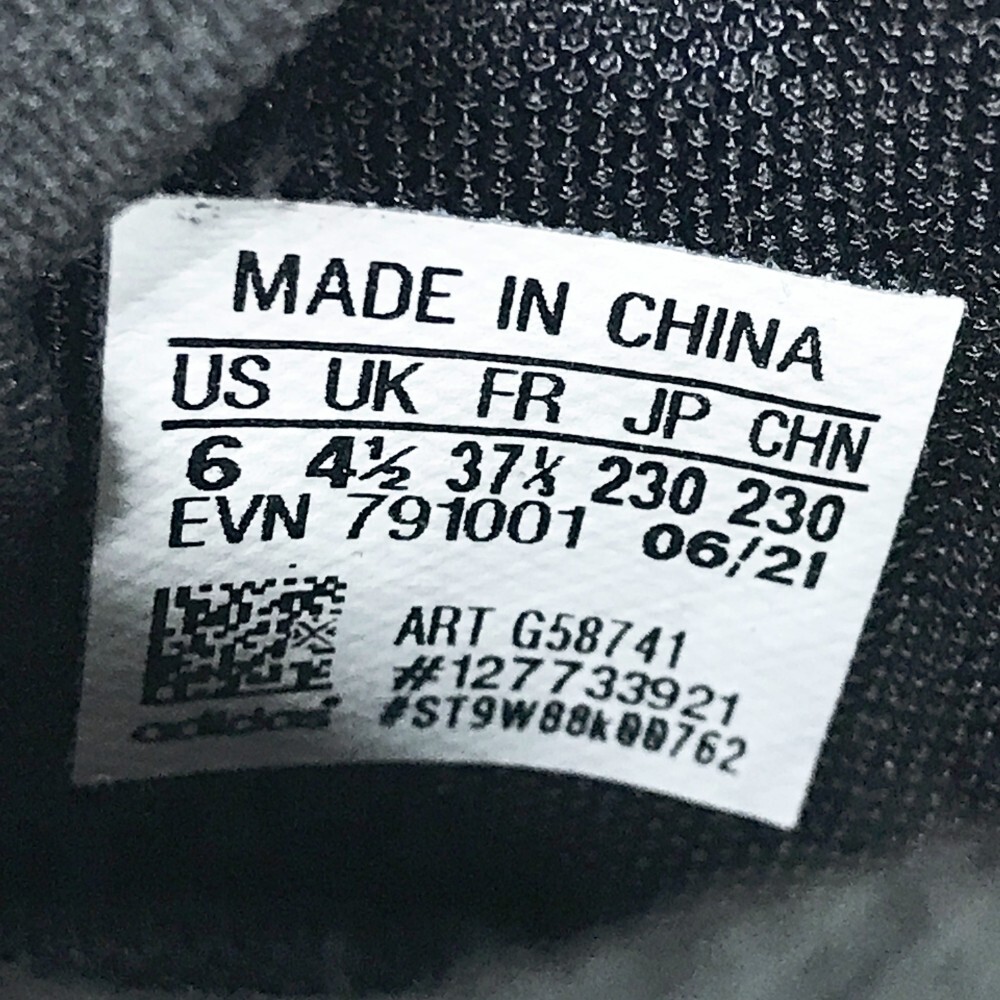 MADE IN CHINA
US UK FR JP CHN
6 4½ 37⅓ 230 230
EVN 791001 06/21
ART G58741
#127733921
#ST9W88k00762
adidas